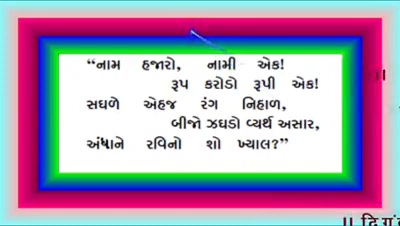 “નામ હજારો, નામી એક!
રૂપ કરોડો રૂપી એક!
સઘળે એહજ રંગ નિહાળ,
બીજો ઝઘડો વ્યર્થ અસાર,
અંધાને રવિનો શો ખ્યાલ?”